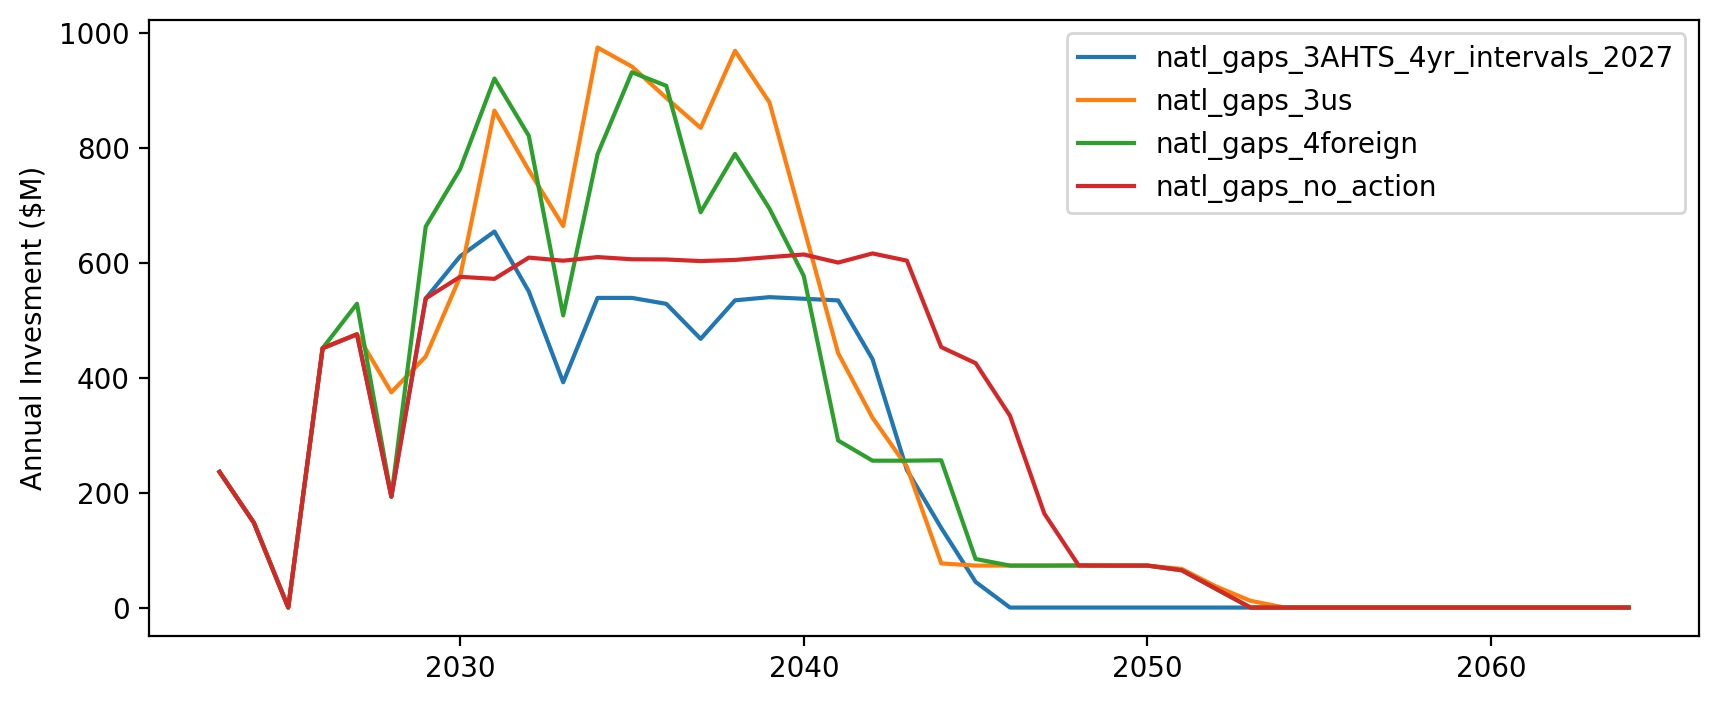 Annual Invesment ($M)
1000
800
600
400
200
0
2030
2040
2050
2060
natl_gaps_3AHTS_4yr_intervals_2027
natl_gaps_3us
natl_gaps_4foreign
natl_gaps_no_action